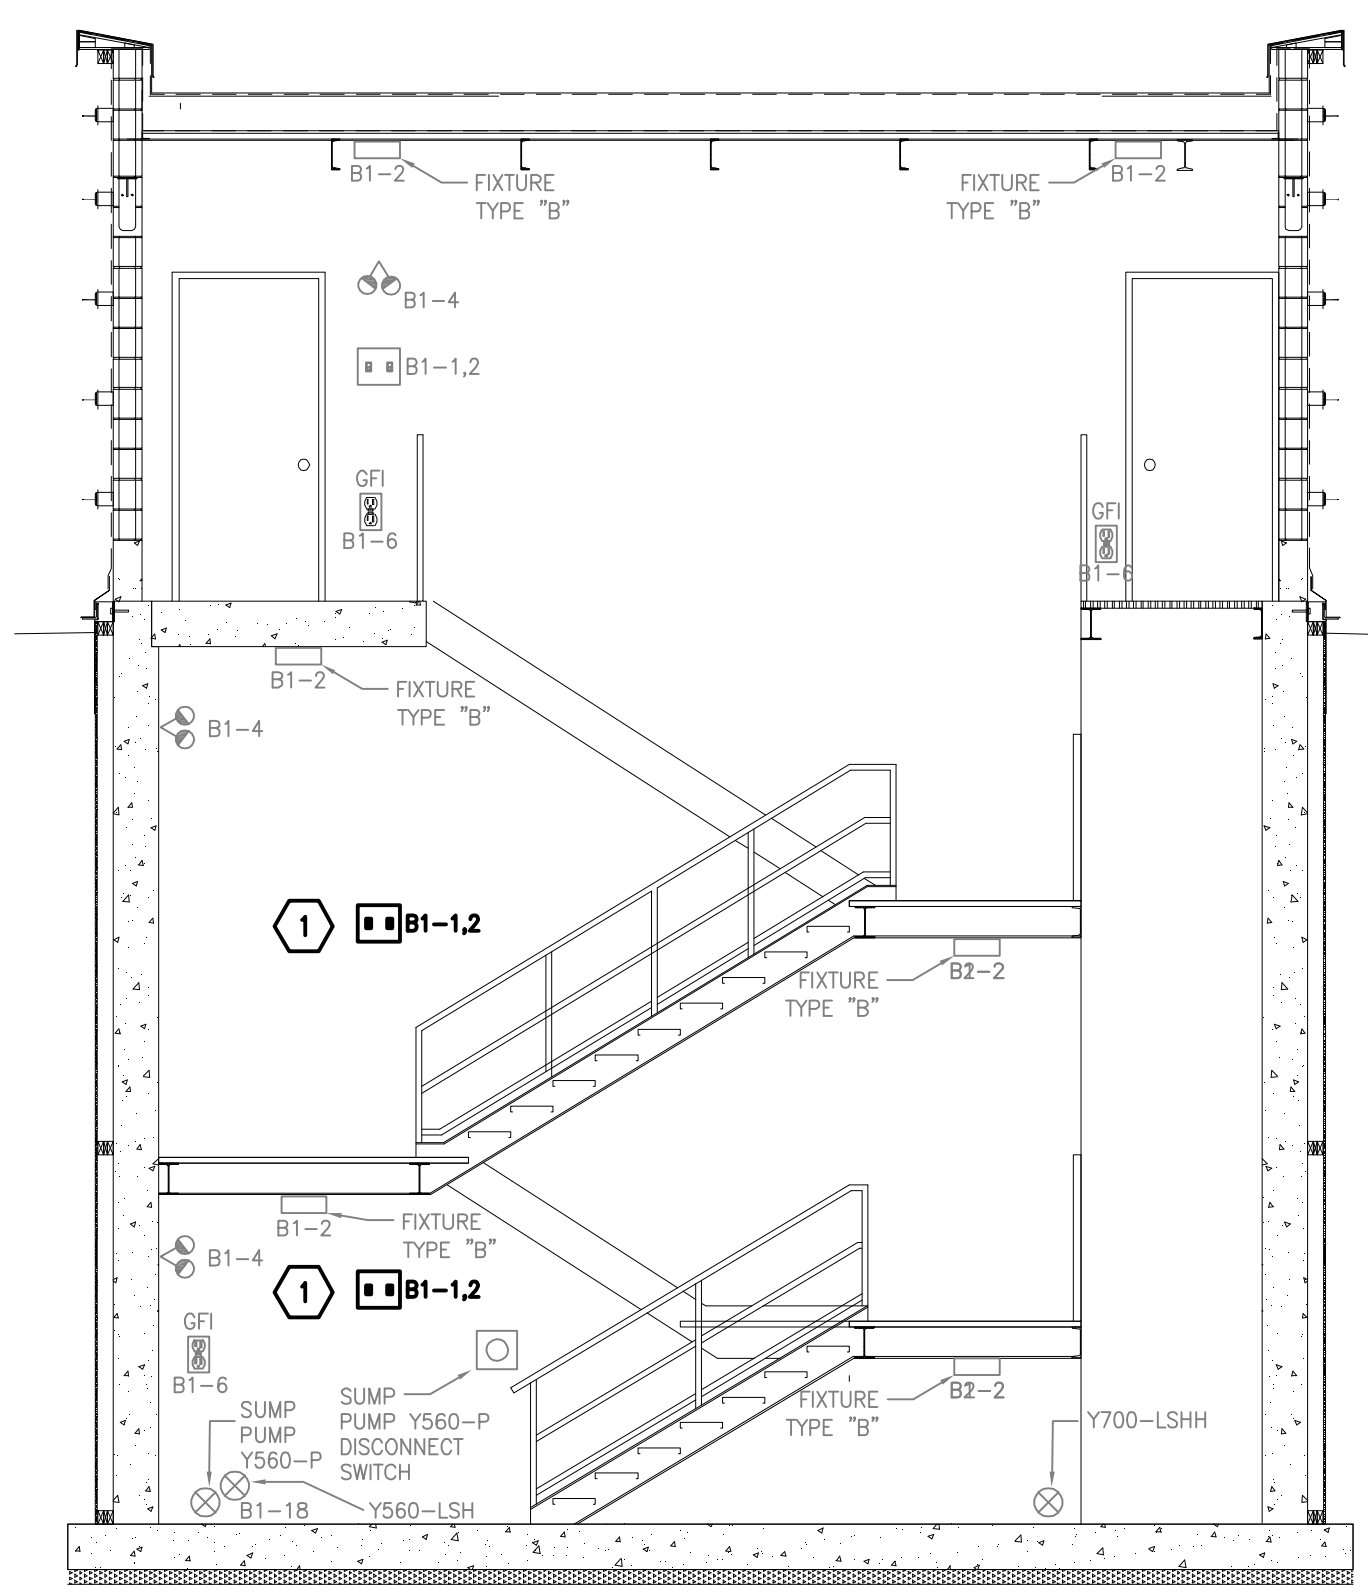 B1-2
FIXTURE
TYPE "B"
FIXTURE
TYPE "B"
B1-2
B1-4
B1-1,2
GFI
B1-6
GFI
B1-6
B1-2
FIXTURE
TYPE "B"
B1-4
1
B1-1,2
FIXTURE
TYPE "B"
B1-2
B1-2
FIXTURE
TYPE "B"
B1-4
1
B1-1,2
GFI
B1-6
SUMP
PUMP
Y560-P
SUMP
PUMP Y560-P
DISCONNECT
SWITCH
FIXTURE
TYPE "B"
-2
Y700-LSHH
B1-18
Y560-LSH